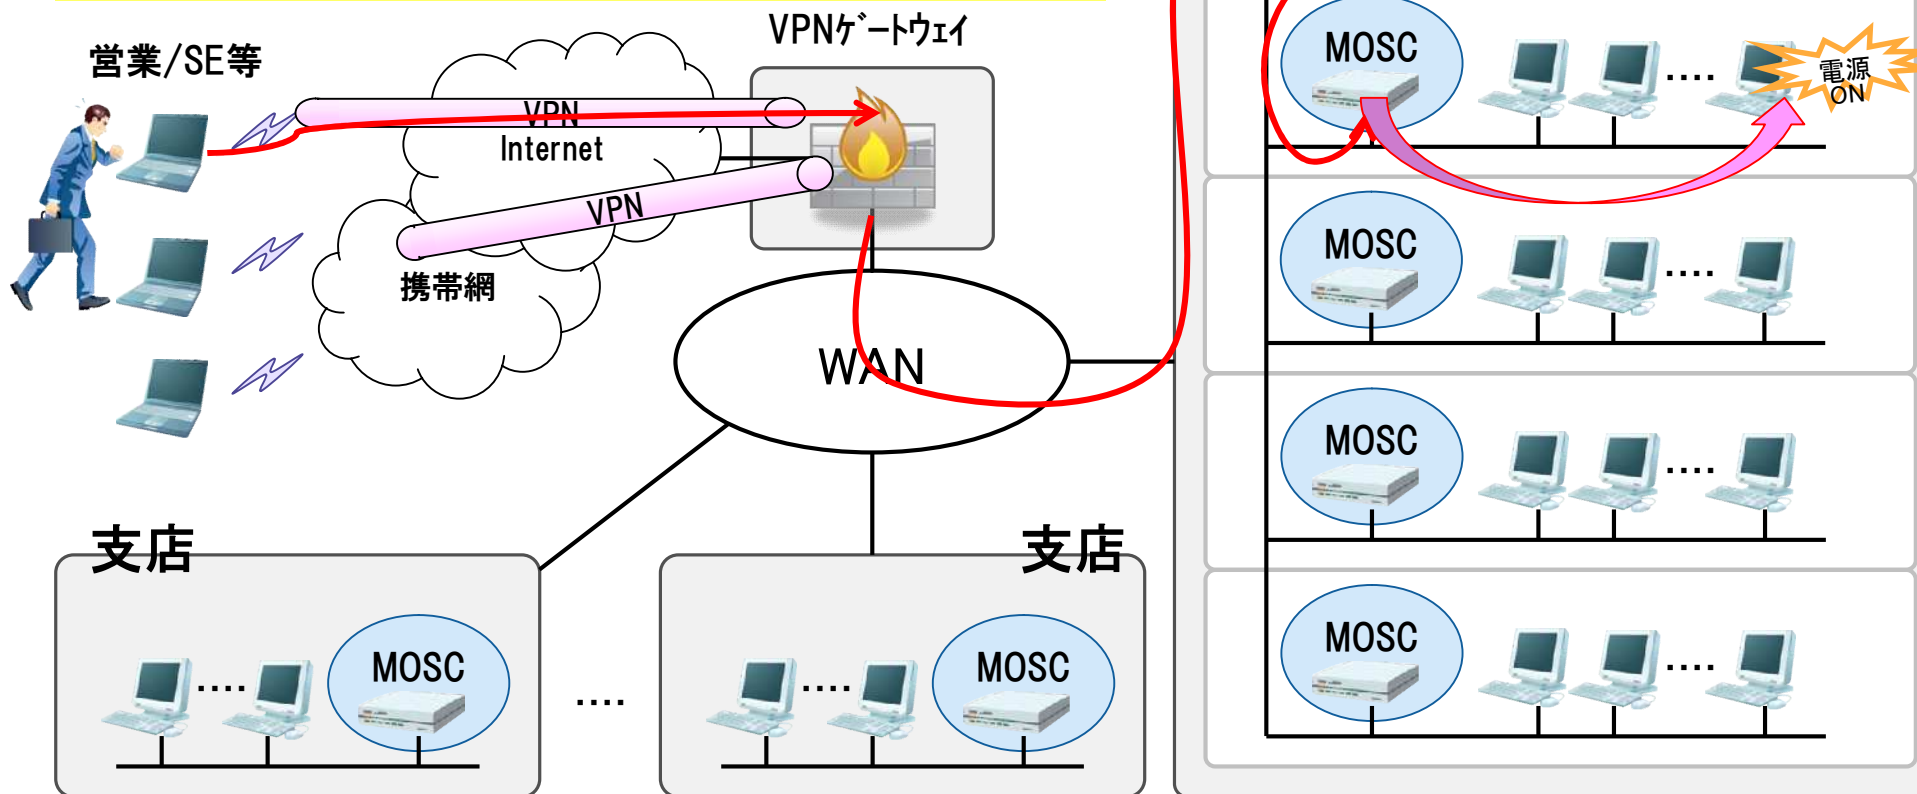 営業/SE等
VPNｹﾞｰﾄｳｪｲ
VPN
Internet
VPN
携帯網
WAN
支店
....
MOSC
....
支店
....
MOSC
MOSC
....
電源
ON
MOSC
....
MOSC
....
MOSC
....